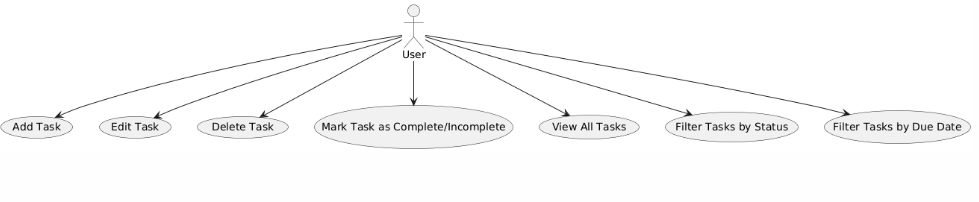 User
Add Task
Edit Task
Delete Task
Mark Task as Complete/Incomplete
View All Tasks
Filter Tasks by Status
Filter Tasks by Due Date